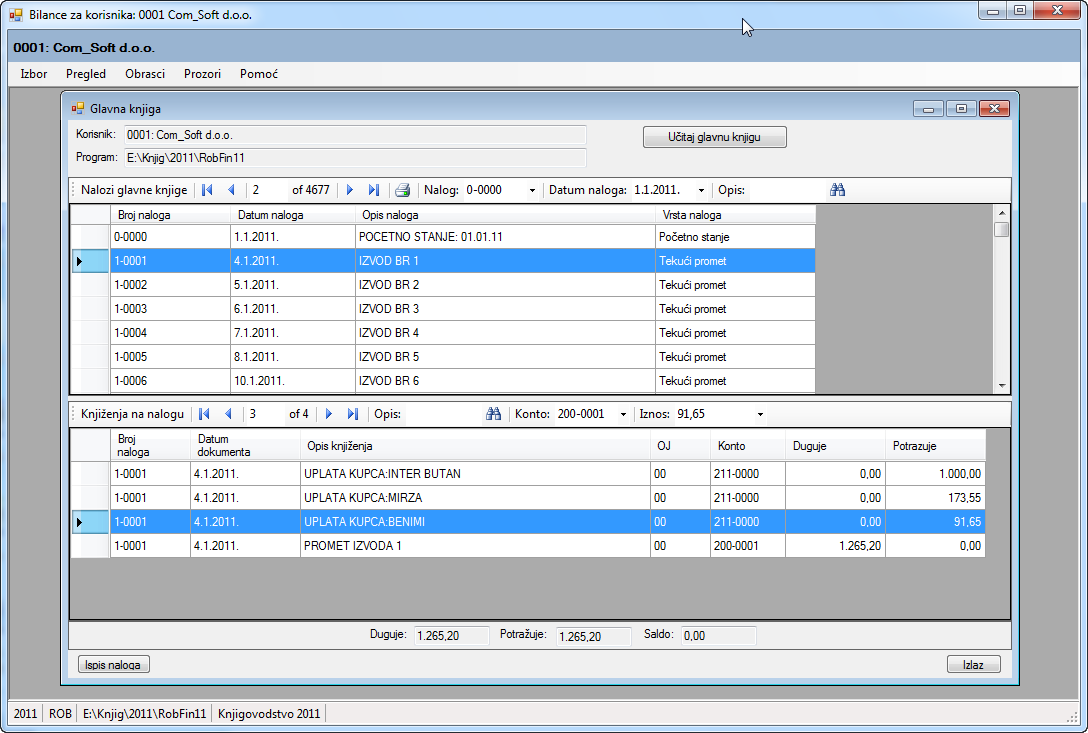 Bilance za korisnika: 0001 Com_Soft d.o.o.
0001: Com_Soft d.o.o.
Izbor Pregled Obrasci Prozori Pomoć
Glavna knjiga
Korisnik: 0001: Com_Soft d.o.o. Učitaj glavnu knjigu
Program: E:\Knjig\2011\RobFin11
Nalozi glavne knjige 2 of 4677 Nalog: 0-0000 Datum naloga: 1.1.2011. Opis:
Broj naloga Datum naloga Opis naloga Vrsta naloga
0-0000 1.1.2011. POCETNO STANJE: 01.01.11 Početno stanje
1-0001 4.1.2011. IZVOD BR 1 Tekući promet
1-0002 5.1.2011. IZVOD BR 2 Tekući promet
1-0003 6.1.2011. IZVOD BR 3 Tekući promet
1-0004 7.1.2011. IZVOD BR 4 Tekući promet
1-0005 8.1.2011. IZVOD BR 5 Tekući promet
1-0006 10.1.2011. IZVOD BR 6 Tekući promet
Knjiženja na nalogu 3 of 4 Opis: Konto: 200-0001 Iznos: 91,65
Broj naloga Datum dokumenta Opis knjiženja OJ Konto Duguje Potrazuje
1-0001 4.1.2011. UPLATA KUPCA:INTER BUTAN 00 211-0000 0,00 1.000,00
1-0001 4.1.2011. UPLATA KUPCA:MIRZA 00 211-0000 0,00 173,55
1-0001 4.1.2011. UPLATA KUPCA:BENIMI 00 211-0000 0,00 91,65
1-0001 4.1.2011. PROMET IZVODA 1 00 200-0001 1.265,20 0,00
Duguje: 1.265,20 Potražuje: 1.265,20 Saldo: 0,00
Ispis naloga Izlaz
2011 ROB E:\Knjig\2011\RobFin11 Knjigovodstvo 2011